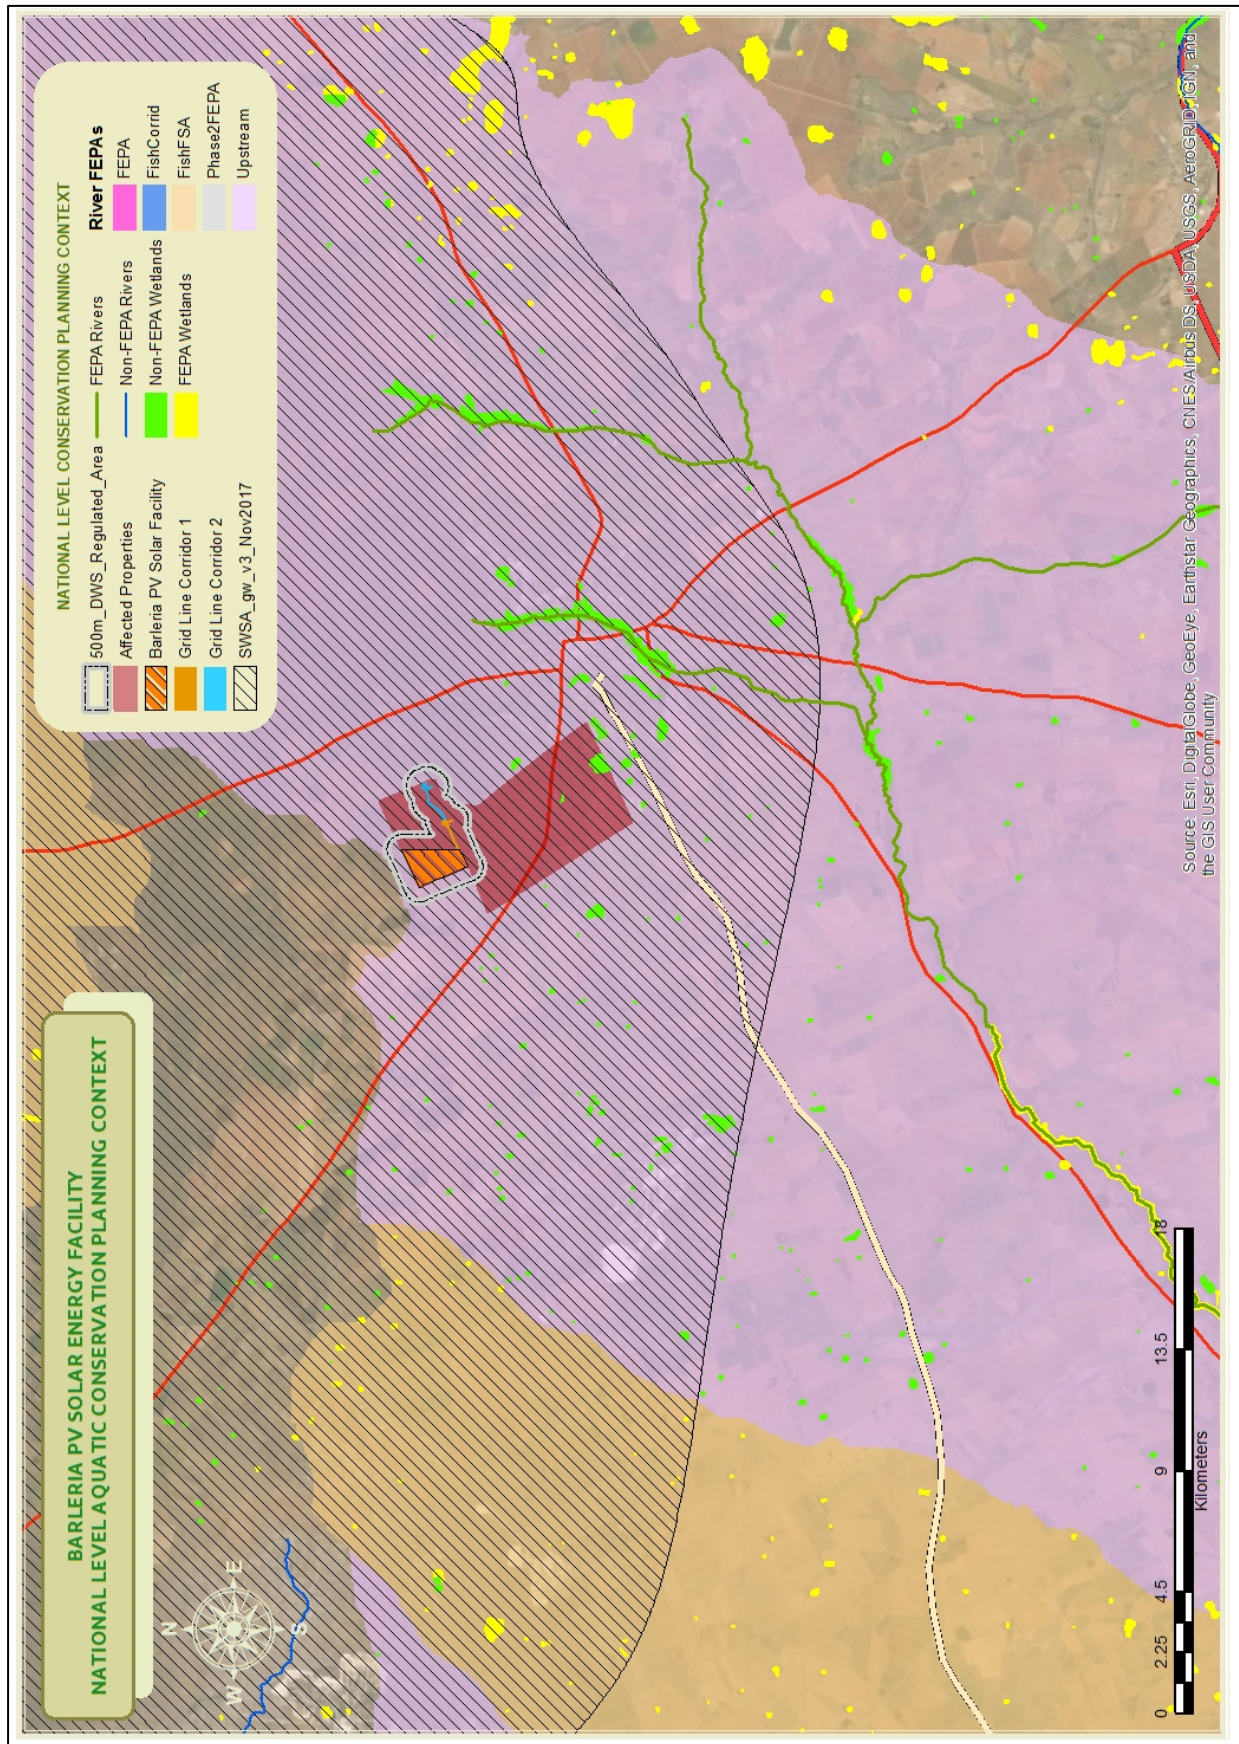 BARLERIA PV SOLAR ENERGY FACILITY
NATIONAL LEVEL AQUATIC CONSERVATION PLANNING CONTEXT
NATIONAL LEVEL CONSERVATION PLANNING CONTEXT
500m_DWS_Regulated_Area
Affected Properties
Barleria PV Solar Facility
Grid Line Corridor 1
Grid Line Corridor 2
SWSA_gw_v3_Nov2017
FEPA Rivers
Non-FEPA Rivers
Non-FEPA Wetlands
FEPA Wetlands
River FEPAs
FEPA
FishCorrid
FishFSA
Phase2FEPA
Upstream
N
W
E
S
0 2.25 4.5 9 13.5 18
Kilometers
Source: Esri, DigitalGlobe, GeoEye, Earthstar Geographics, CNES/Airbus DS, USDA, USGS, AeroGRID, IGN, and
the GIS User Community